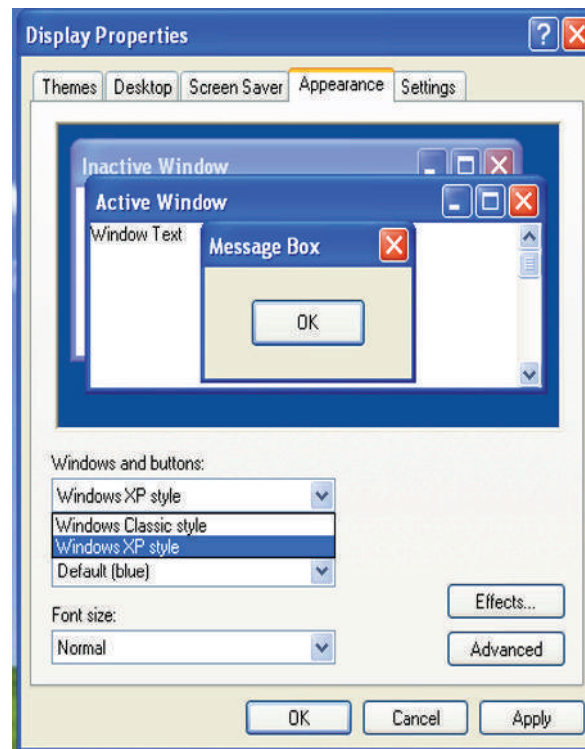 Display Properties
?
Themes Desktop Screen Saver Appearance Settings
Inactive Window
Active Window
Window Text
Message Box
OK
Windows and buttons:
Windows XP style
Windows Classic style
Windows XP style
Default (blue)
Effects...
Font size:
Normal
Advanced
OK Cancel Apply